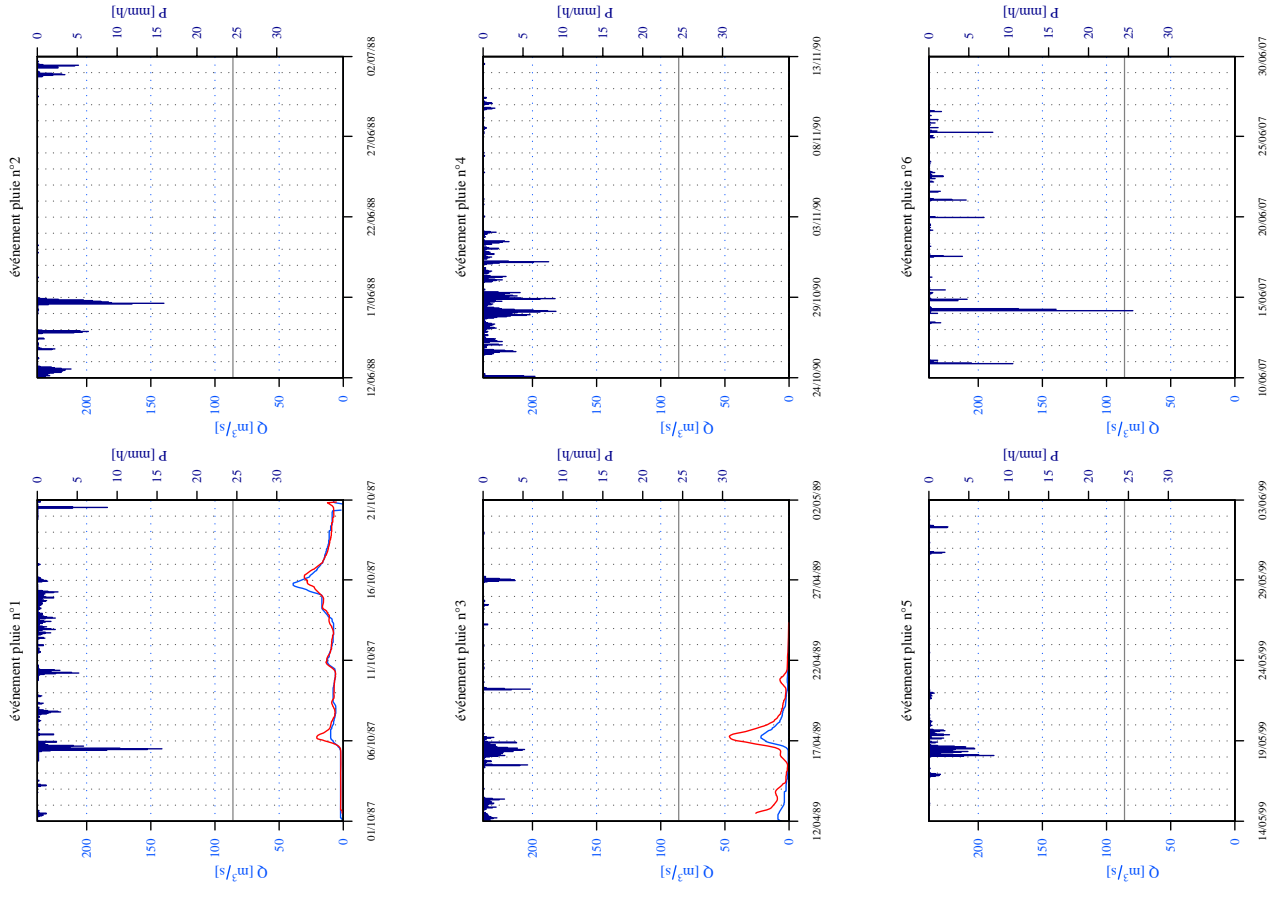 événement pluie n°1
P [mm/h]
0 5 10 15 20 25 30
Q [m³/s]
200 150 100 50 0
01/10/87 06/10/87 11/10/87 16/10/87 21/10/87
événement pluie n°2
P [mm/h]
0 5 10 15 20 25 30
Q [m³/s]
200 150 100 50 0
12/06/88 17/06/88 22/06/88 27/06/88 02/07/88
événement pluie n°3
P [mm/h]
0 5 10 15 20 25 30
Q [m³/s]
200 150 100 50 0
12/04/89 17/04/89 22/04/89 27/04/89 02/05/89
événement pluie n°4
P [mm/h]
0 5 10 15 20 25 30
Q [m³/s]
200 150 100 50 0
24/10/90 29/10/90 03/11/90 08/11/90 13/11/90
événement pluie n°5
P [mm/h]
0 5 10 15 20 25 30
Q [m³/s]
200 150 100 50 0
14/05/99 19/05/99 24/05/99 29/05/99 03/06/99
événement pluie n°6
P [mm/h]
0 5 10 15 20 25 30
Q [m³/s]
200 150 100 50 0
10/06/07 15/06/07 20/06/07 25/06/07 30/06/07